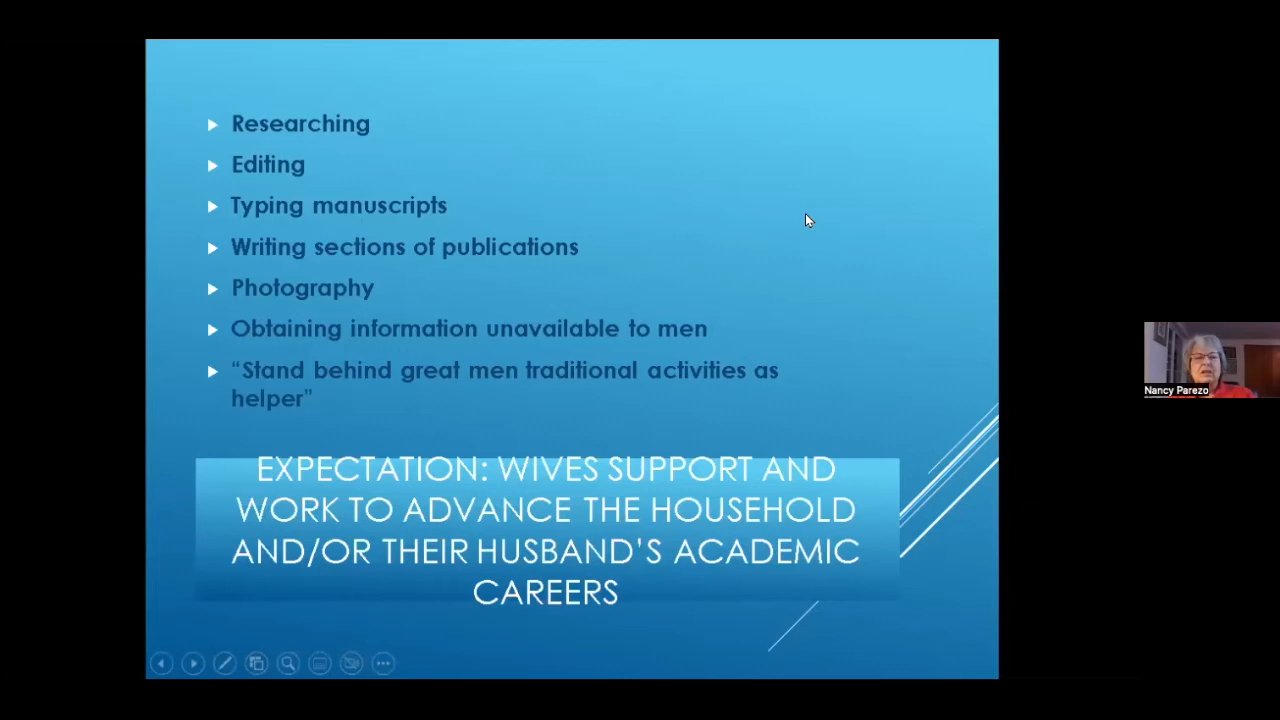 Researching
Editing
Typing manuscripts
Writing sections of publications
Photography
Obtaining information unavailable to men
“Stand behind great men traditional activities as
helper”
EXPECTATION: WIVES SUPPORT AND
WORK TO ADVANCE THE HOUSEHOLD
AND/OR THEIR HUSBAND’S ACADEMIC
CAREERS
Nancy Parezo